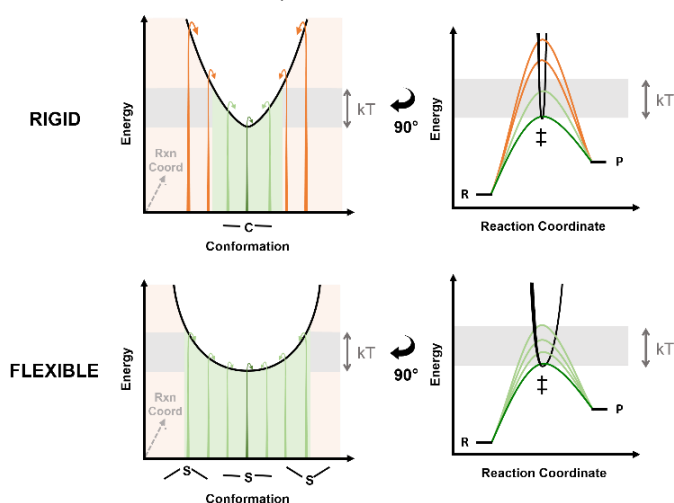 RIGID
Energy
Rxn
Coord
kT
90°
— C —
Conformation
Energy
kT
‡
R
P
Reaction Coordinate
FLEXIBLE
Energy
Rxn
Coord
kT
90°
S
S
S
Conformation
Energy
kT
‡
R
P
Reaction Coordinate